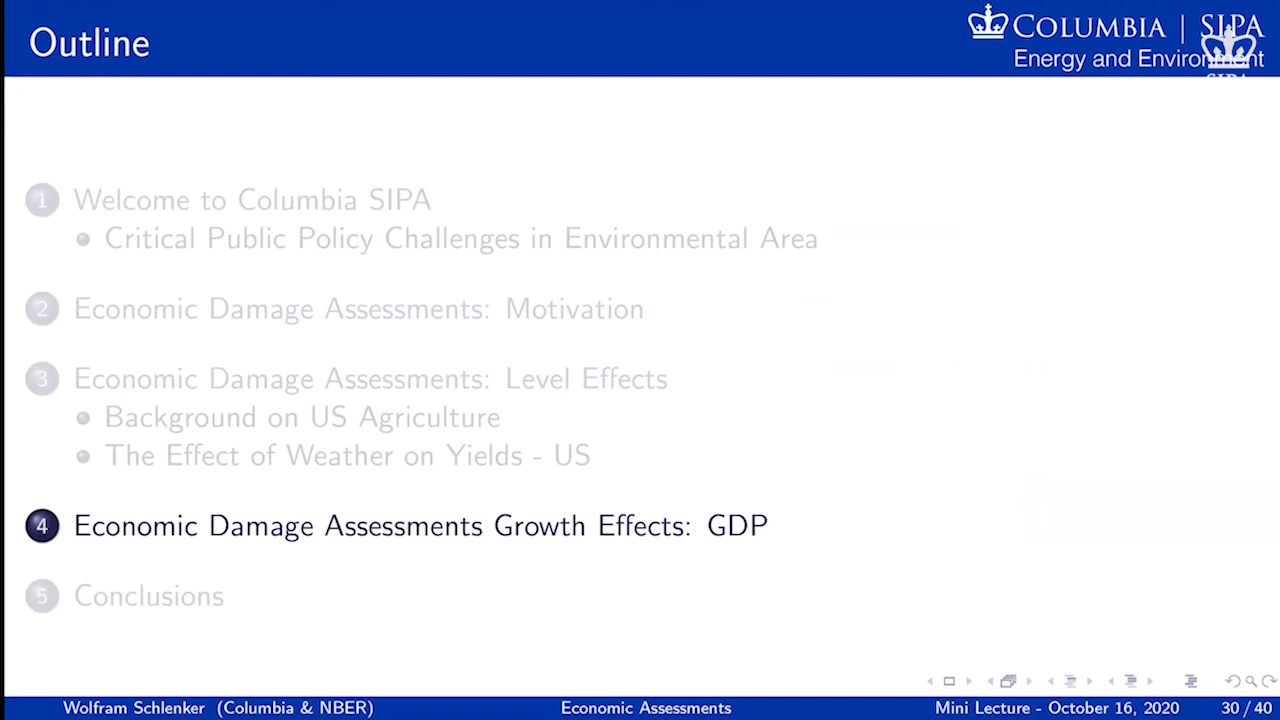 Outline
COLUMBIA | SIPA
Energy and Environment
SIPA
1 Welcome to Columbia SIPA
Critical Public Policy Challenges in Environmental Area
2 Economic Damage Assessments: Motivation
3 Economic Damage Assessments: Level Effects
Background on US Agriculture
The Effect of Weather on Yields - US
4 Economic Damage Assessments Growth Effects: GDP
5 Conclusions
Wolfram Schlenker (Columbia & NBER)
Economic Assessments
Mini Lecture - October 16, 2020
30 / 40